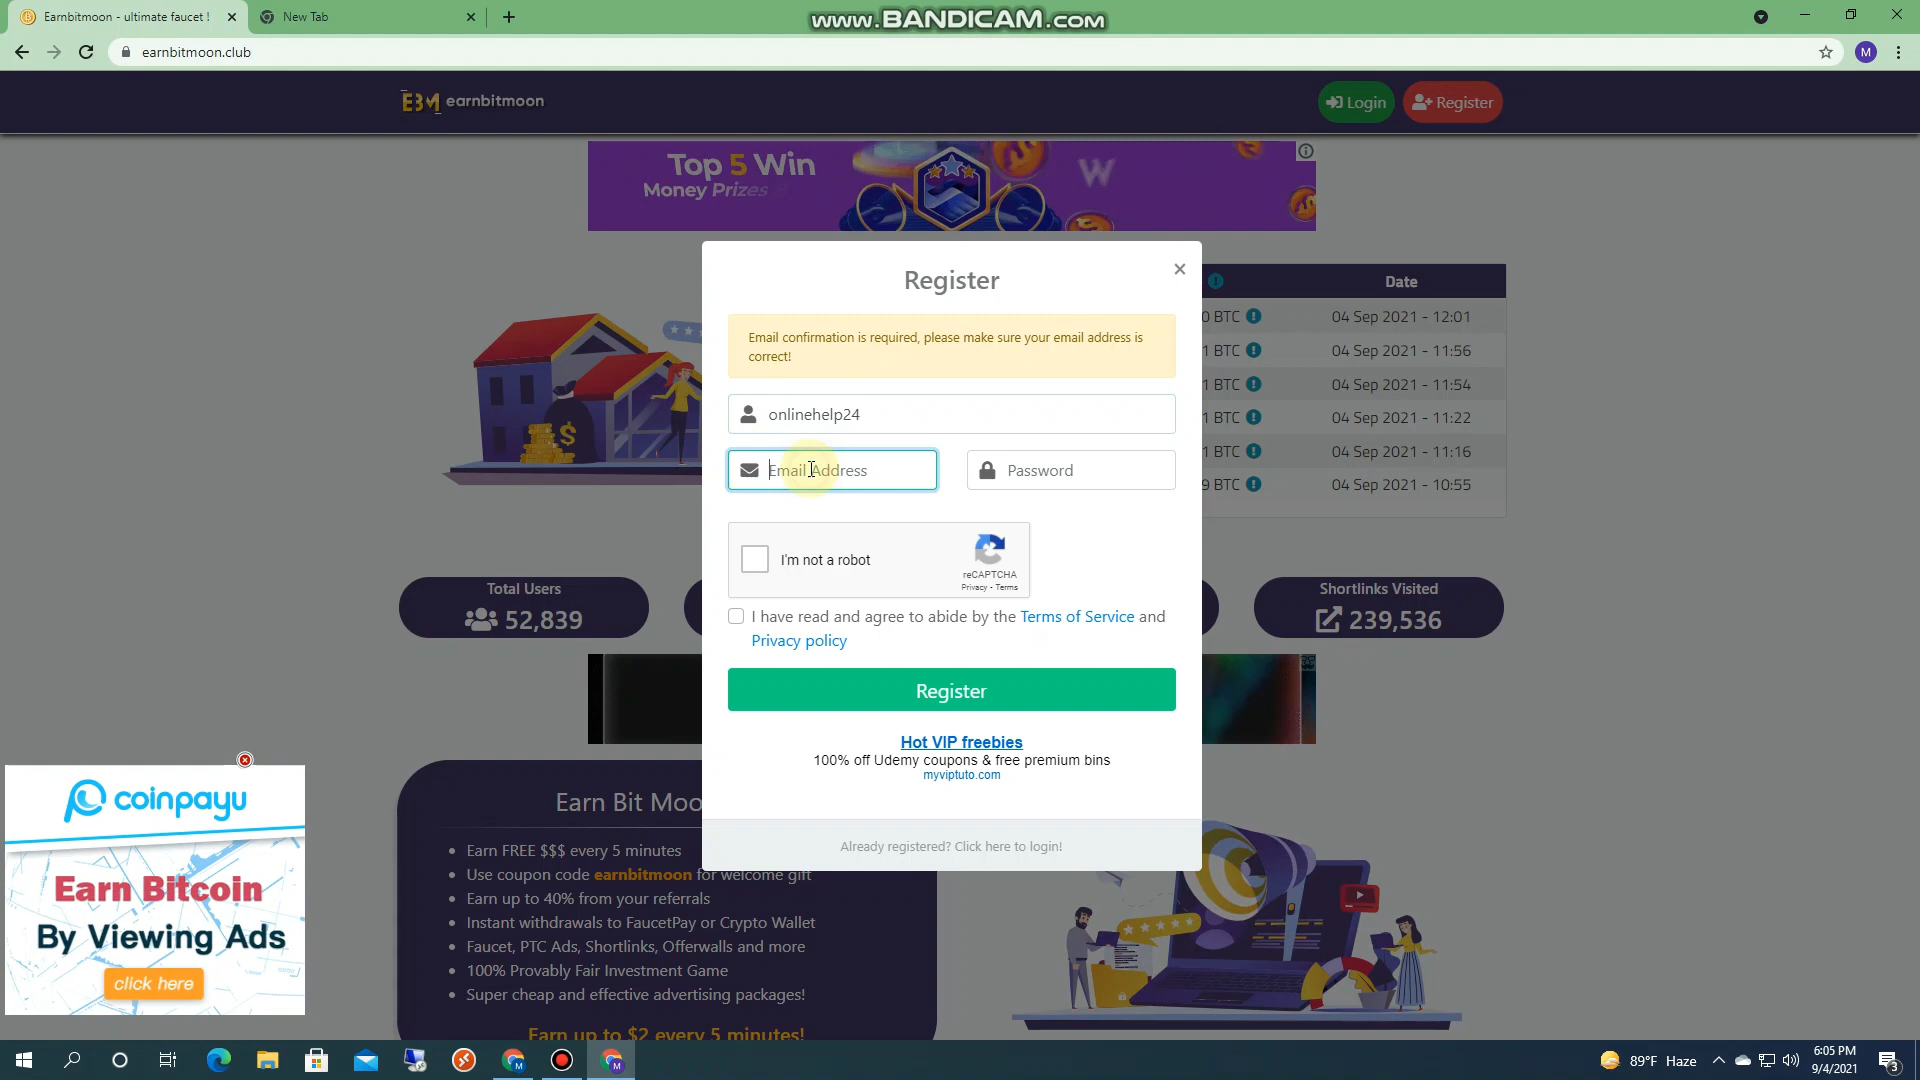 Earnbitmoon - ultimate faucet !
New Tab
www.BANDICAM.com
earnbitmoon.club
M
EBM earnbitmoon
Login
Register
Top 5 Win
Money Prizes
W
Register
×
Email confirmation is required, please make sure your email address is
correct!
onlinehelp24
Email Address
Password
I'm not a robot
reCAPTCHA
Privacy - Terms
I have read and agree to abide by the Terms of Service and
Privacy policy
Register
Hot VIP freebies
100% off Udemy coupons & free premium bins
myviptuto.com
Already registered? Click here to login!
Date
0 BTC 04 Sep 2021 - 12:01
1 BTC 04 Sep 2021 - 11:56
1 BTC 04 Sep 2021 - 11:54
1 BTC 04 Sep 2021 - 11:22
1 BTC 04 Sep 2021 - 11:16
9 BTC 04 Sep 2021 - 10:55
Total Users
52,839
Shortlinks Visited
239,536
Earn Bit Moo
Earn FREE $$$ every 5 minutes
Use coupon code earnbitmoon for welcome gift
Earn up to 40% from your referrals
Instant withdrawals to FaucetPay or Crypto Wallet
Faucet, PTC Ads, Shortlinks, Offerwalls and more
100% Provably Fair Investment Game
Super cheap and effective advertising packages!
Earn up to $2 every 5 minutes!
coinpayu
Earn Bitcoin
By Viewing Ads
click here
89°F Haze
6:05 PM
9/4/2021
3